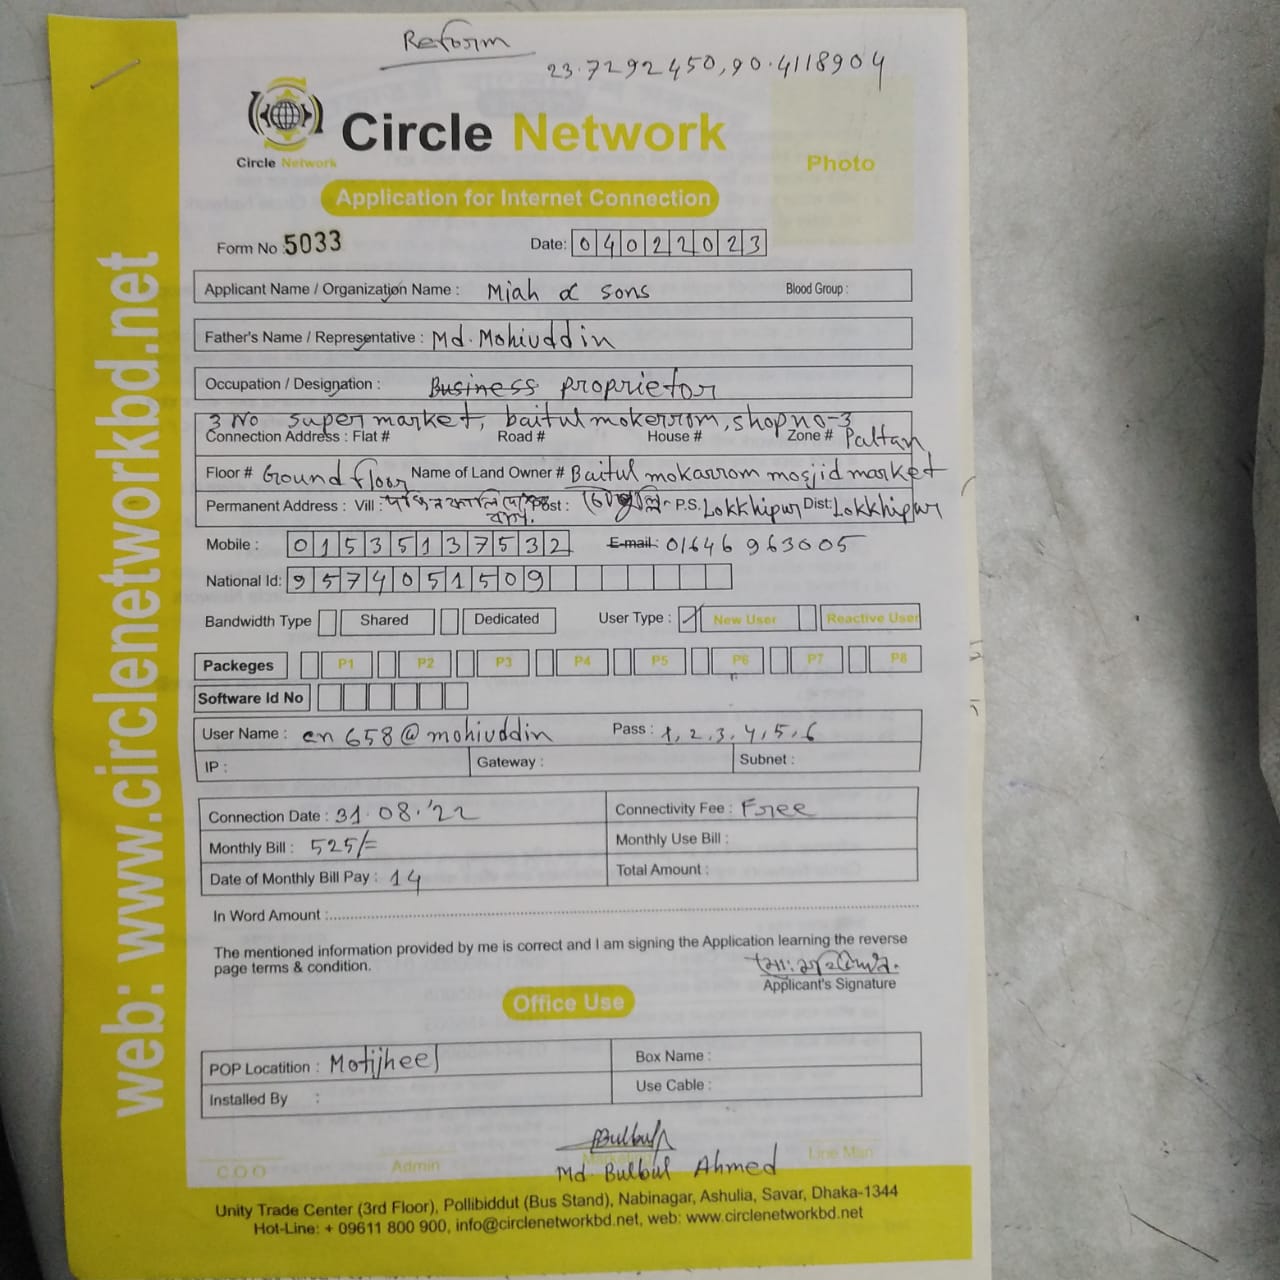 Reform
23.7292450,90.4118904
Circle Network
Circle Network
Photo
Application for Internet Connection
Form No 5033 Date: 04022023
Applicant Name / Organization Name : Miah & sons Blood Group :
Father's Name / Representative : Md. Mohiuddin
Occupation / Designation : Business proprietor
3 No super market, baitul mokerrom, shop no-3
Connection Address : Flat # Road # House # Zone # Paltan
Floor # Ground floor Name of Land Owner # Baitul mokarrom mosjid market
Permanent Address : Vill : Post : P.S. Lokkhipur Dist: Lokkhipur
Mobile : 01535137532 E-mail: 01646 963005
National Id: 9574051509
Bandwidth Type Shared Dedicated User Type : New User Reactive User
Packeges P1 P2 P3 P4 P5 P6 P7 P8
Software Id No
User Name : cn 658@mohiuddin Pass : 1,2,3,4,5,6
IP : Gateway : Subnet :
Connection Date : 31.08.'22 Connectivity Fee : Free
Monthly Bill : 525/= Monthly Use Bill :
Date of Monthly Bill Pay : 14 Total Amount :
In Word Amount :
The mentioned information provided by me is correct and I am signing the Application learning the reverse
page terms & condition.
Applicant's Signature
Office Use
POP Locatition : Motijheel Box Name :
Installed By : Use Cable :
Bulbul
C O O Admin Marketing Line Man
Md. Bulbul Ahmed
Unity Trade Center (3rd Floor), Pollibiddut (Bus Stand), Nabinagar, Ashulia, Savar, Dhaka-1344
Hot-Line: + 09611 800 900, info@circlenetworkbd.net, web: www.circlenetworkbd.net
web: www.circlenetworkbd.net